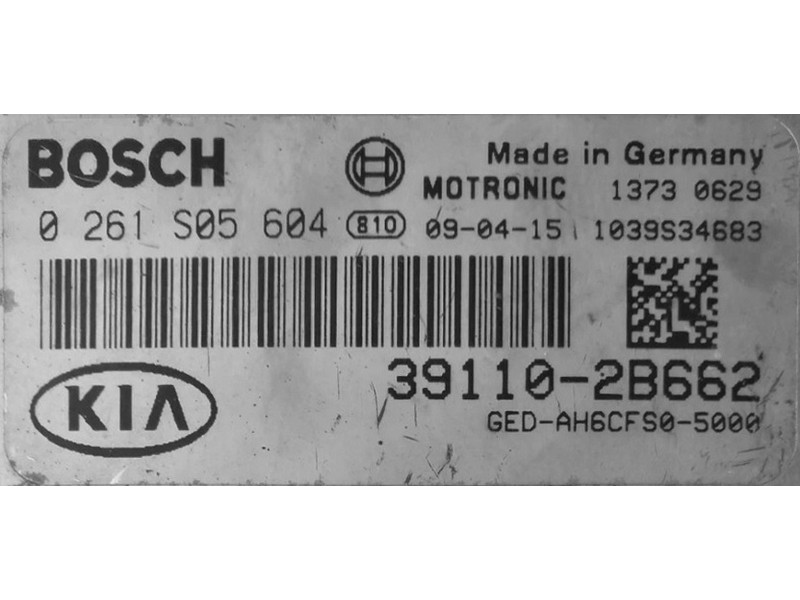 BOSCH
Made in Germany
MOTRONIC 1373 0629
0 261 S05 604 810 09-04-15 1039S34683
39110-2B662
KIA
GED-AH6CFS0-5000